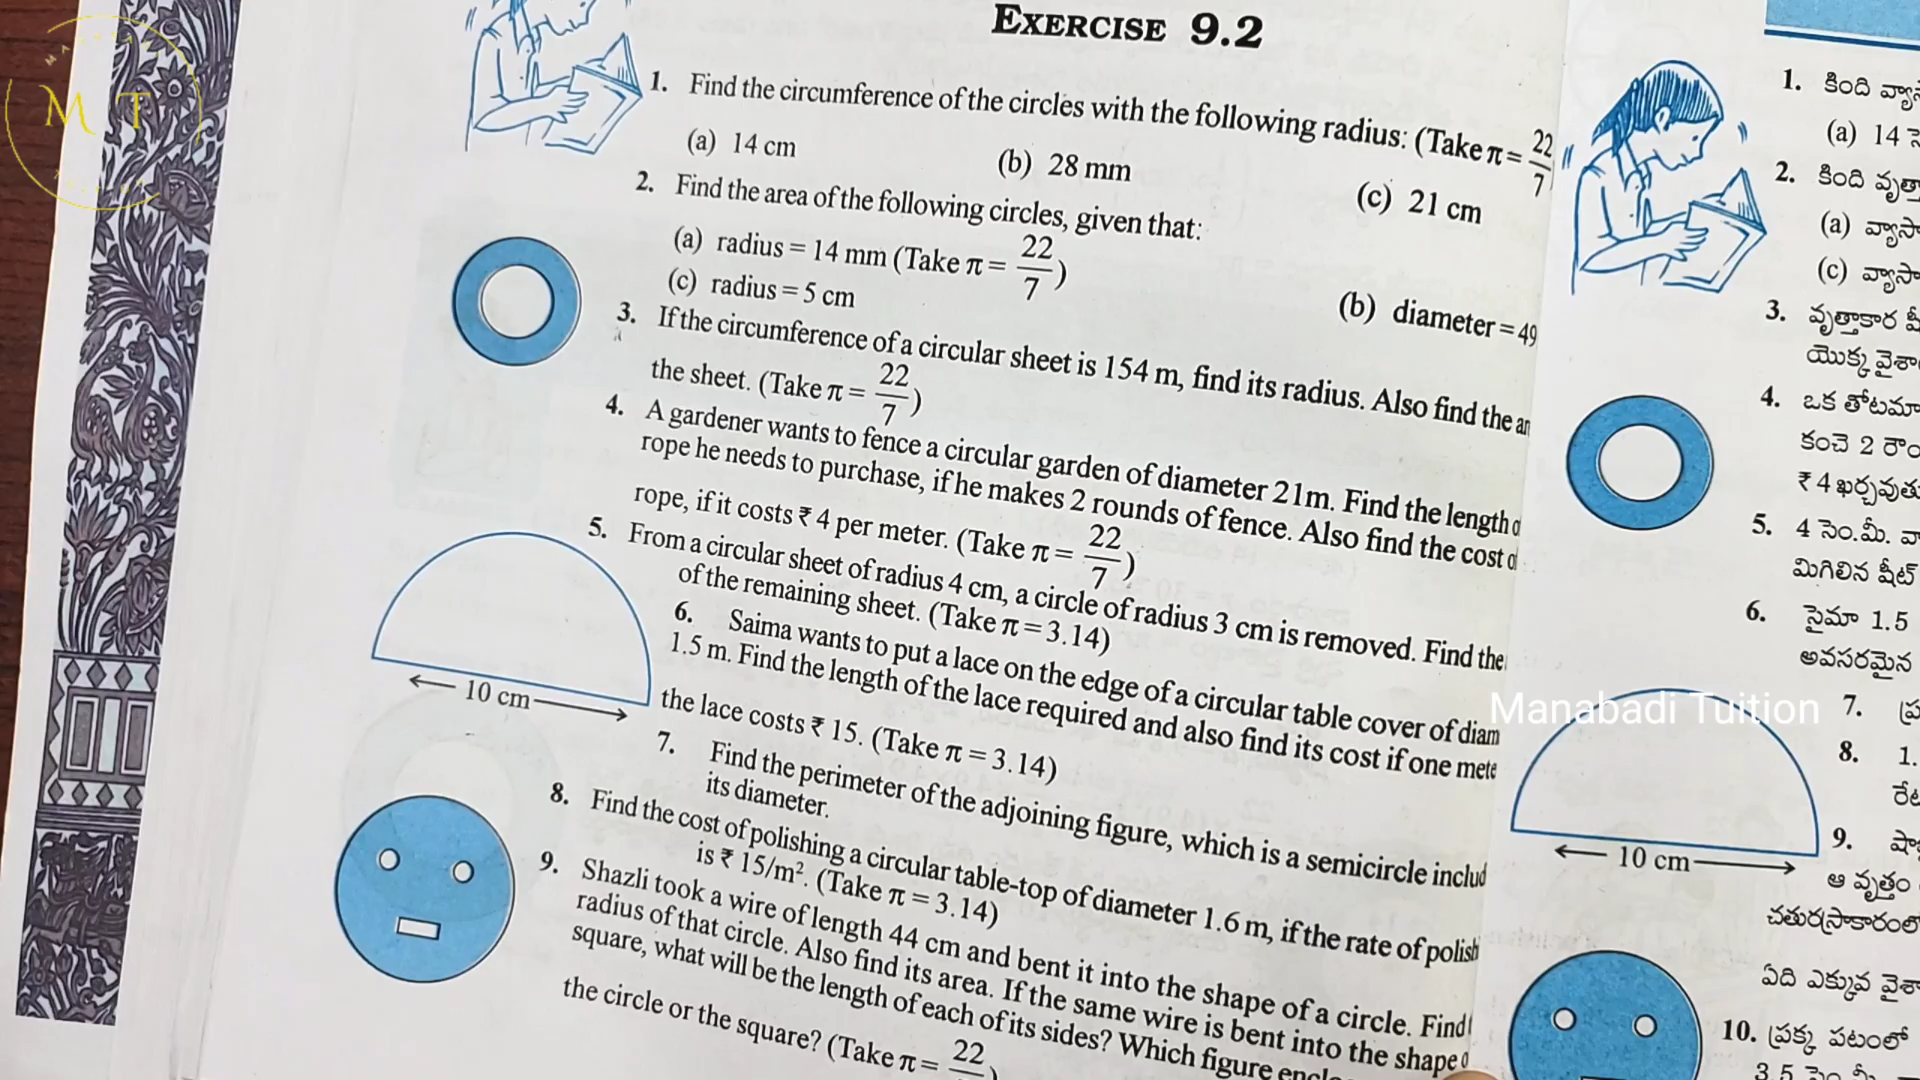 M T
EXERCISE 9.2
1. Find the circumference of the circles with the following radius: (Take π = 22/7
(a) 14 cm (b) 28 mm (c) 21 cm
2. Find the area of the following circles, given that:
(a) radius = 14 mm (Take π = 22/7) (b) diameter = 49
(c) radius = 5 cm
3. If the circumference of a circular sheet is 154 m, find its radius. Also find the
the sheet. (Take π = 22/7)
4. A gardener wants to fence a circular garden of diameter 21m. Find the length
rope he needs to purchase, if he makes 2 rounds of fence. Also find the cost
rope, if it costs ₹ 4 per meter. (Take π = 22/7)
5. From a circular sheet of radius 4 cm, a circle of radius 3 cm is removed. Find the
of the remaining sheet. (Take π = 3.14)
6. Saima wants to put a lace on the edge of a circular table cover of diam
1.5 m. Find the length of the lace required and also find its cost if one mete
the lace costs ₹ 15. (Take π = 3.14)
7. Find the perimeter of the adjoining figure, which is a semicircle includ
its diameter.
10 cm
8. Find the cost of polishing a circular table-top of diameter 1.6 m, if the rate of polish
is ₹ 15/m². (Take π = 3.14)
9. Shazli took a wire of length 44 cm and bent it into the shape of a circle. Find
radius of that circle. Also find its area. If the same wire is bent into the shape
square, what will be the length of each of its sides? Which figure encl
the circle or the square? (Take π = 22
1. కింది
(a) 14
2. కింది
(a)
(c)
3. వృత్తాకార
యొక్క
4. ఒక
కంచె 2
₹ 4
5. 4 సెం.మీ.
మిగిలిన షీట్
6. సైమా 1.5
అవసరమైన
Manabadi Tuition
7.
8. 1.
10 cm
9.
ఆ వృత్తం
ఏది ఎక్కువ
10. ప్రక్క పటంలో
3.5 సెం.మీ